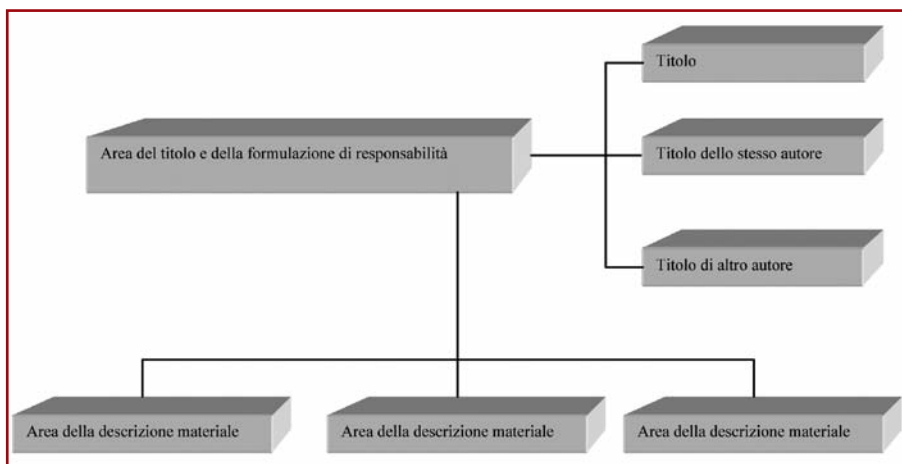 Titolo
Area del titolo e della formulazione di responsabilità
Titolo dello stesso autore
Titolo di altro autore
Area della descrizione materiale
Area della descrizione materiale
Area della descrizione materiale